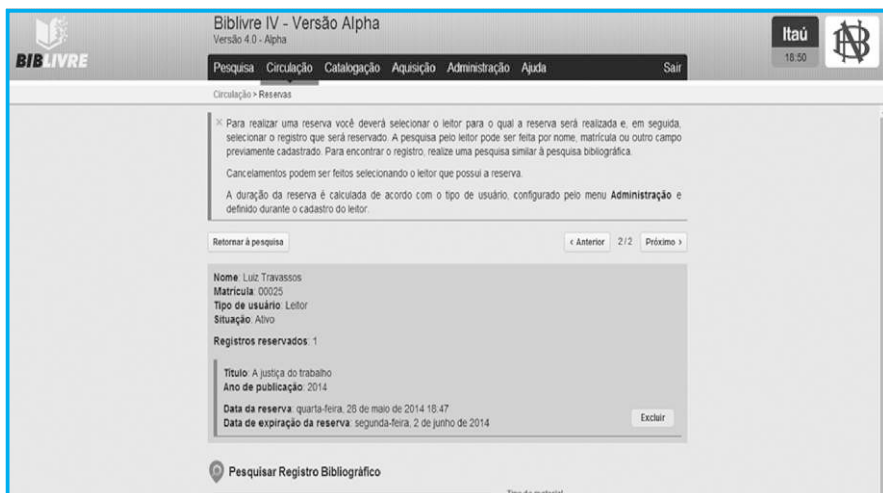 BIBLIVRE
Biblivre IV - Versão Alpha
Versão 4.0 - Alpha
Itaú
18:50
Pesquisa Circulação Catalogação Aquisição Administração Ajuda Sair
Circulação > Reservas
× Para realizar uma reserva você deverá selecionar o leitor para o qual a reserva será realizada e, em seguida,
selecionar o registro que será reservado. A pesquisa pelo leitor pode ser feita por nome, matrícula ou outro campo
previamente cadastrado. Para encontrar o registro, realize uma pesquisa similar à pesquisa bibliográfica.
Cancelamentos podem ser feitos selecionando o leitor que possui a reserva.
A duração da reserva é calculada de acordo com o tipo de usuário, configurado pelo menu Administração e
definido durante o cadastro do leitor.
Retornar à pesquisa
< Anterior 2/2 Próximo >
Nome: Luiz Travassos
Matrícula: 00025
Tipo de usuário: Leitor
Situação: Ativo
Registros reservados: 1
Título: A justiça do trabalho
Ano de publicação: 2014
Data da reserva: quarta-feira, 28 de maio de 2014 18:47
Data de expiração da reserva: segunda-feira, 2 de junho de 2014
Excluir
Pesquisar Registro Bibliográfico